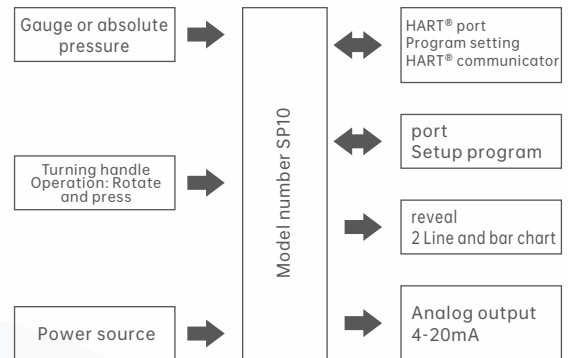 Gauge or absolute
pressure
Turning handle
Operation: Rotate
and press
Power source
Model number SP10
HART® port
Program setting
HART® communicator
port
Setup program
reveal
2 Line and bar chart
Analog output
4-20mA